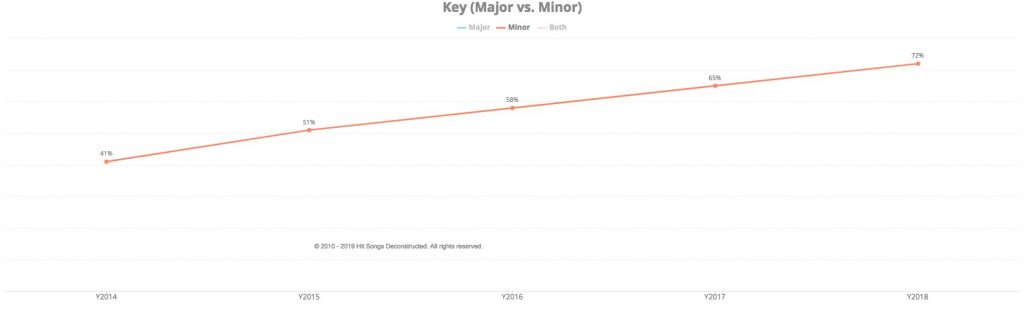 Key (Major vs. Minor)
Major Minor Both
72%
65%
58%
51%
41%
© 2010 - 2019 Hit Songs Deconstructed. All rights reserved.
Y2014 Y2015 Y2016 Y2017 Y2018